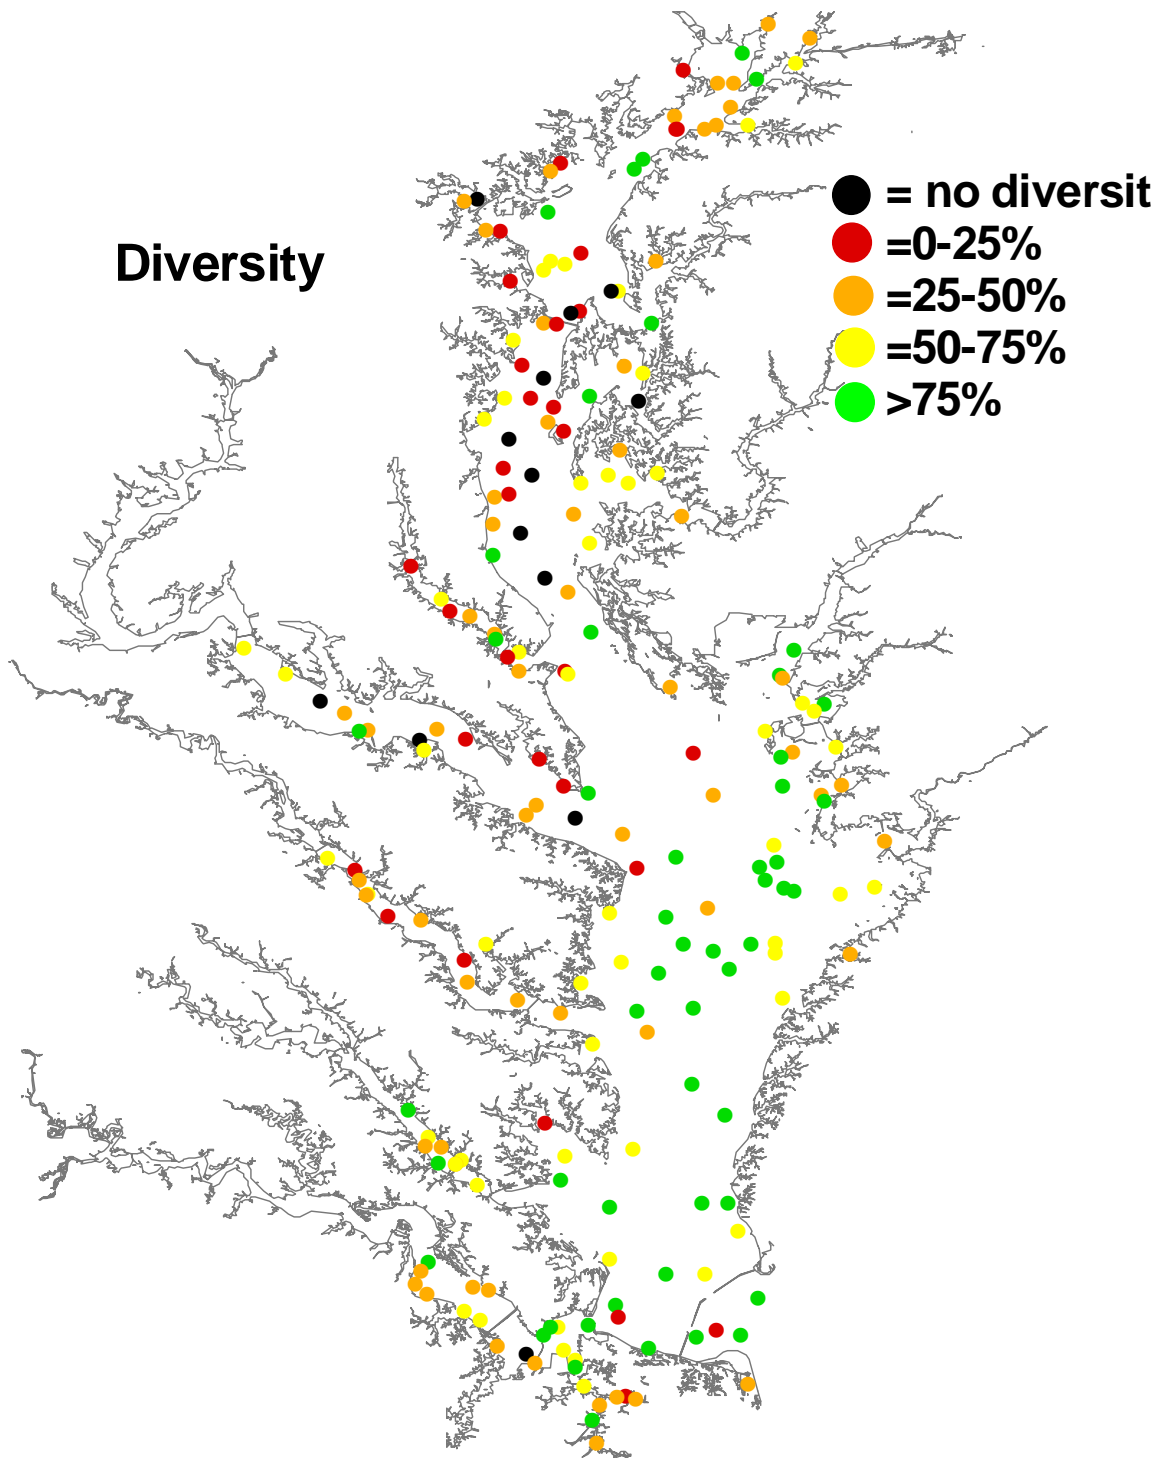 = no diversit
Diversity
=0-25%
=25-50%
=50-75%
>75%